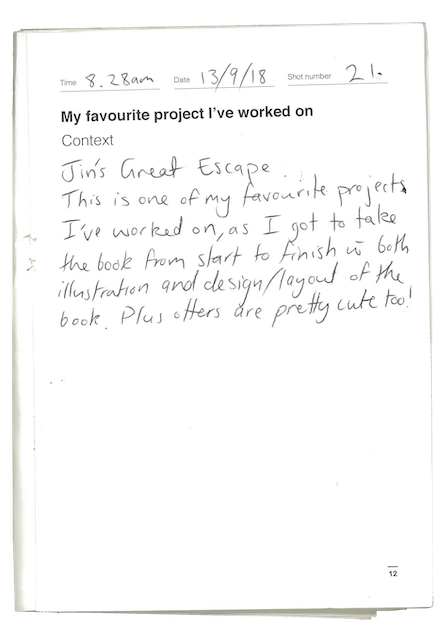 Time 8.28am Date 13/9/18 Shot number 21.
My favourite project I've worked on
Context
Jin's Great Escape.
This is one of my favourite projects
I've worked on, as I got to take
the book from start to finish in both
illustration and design/layout of the
book. Plus otters are pretty cute too!
12